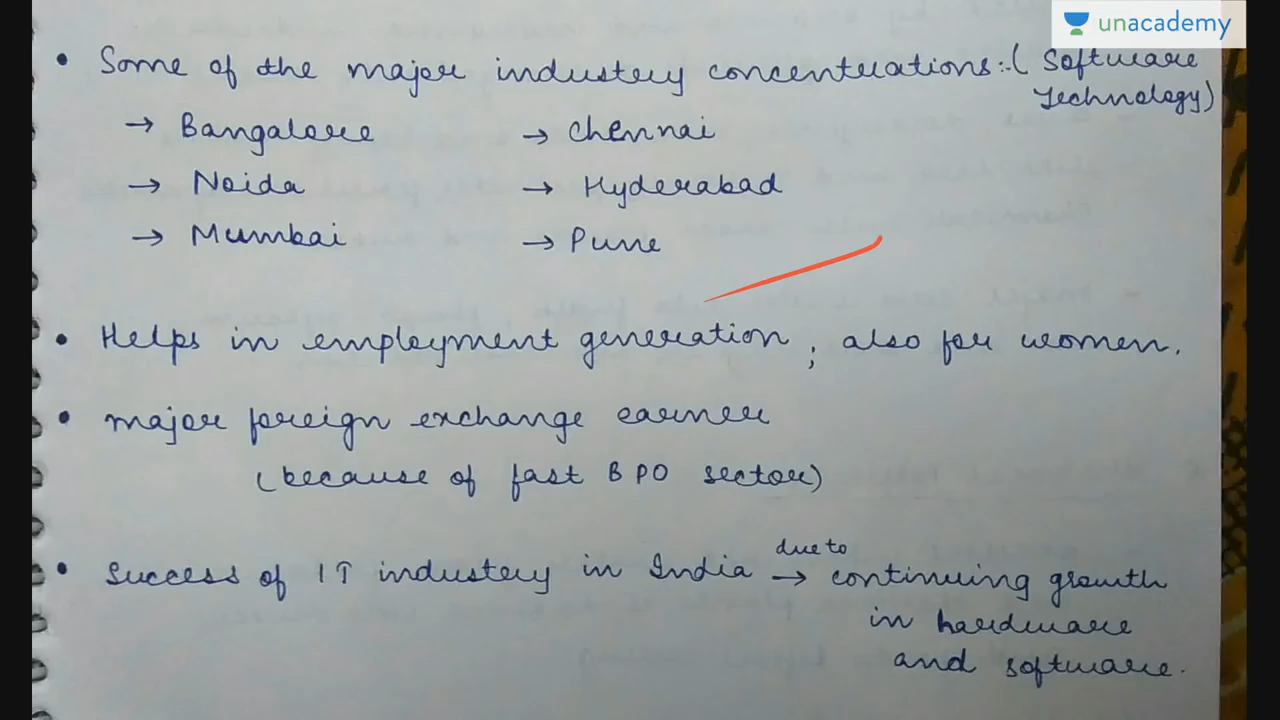 unacademy
• Some of the major industry concentrations:- ( Software
Technology)
→ Bangalore → Chennai
→ Noida → Hyderabad
→ Mumbai → Pune
• Helps in employment generation, also for women.
• major foreign exchange earner
(because of fast BPO sector)
• Success of IT industry in India due to → continuing growth
in hardware
and software.